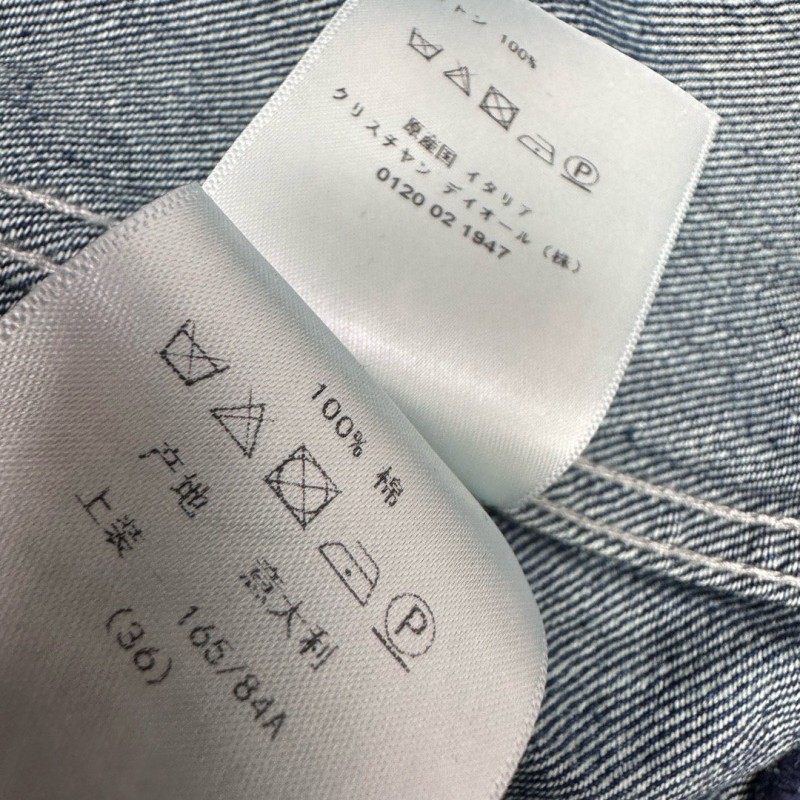 トン 100%
P
原産国 イタリア
クリスチャン ディオール (株)
0120 02 1947
100% 棉
P
产地 意大利
上装 165/84A
(36)